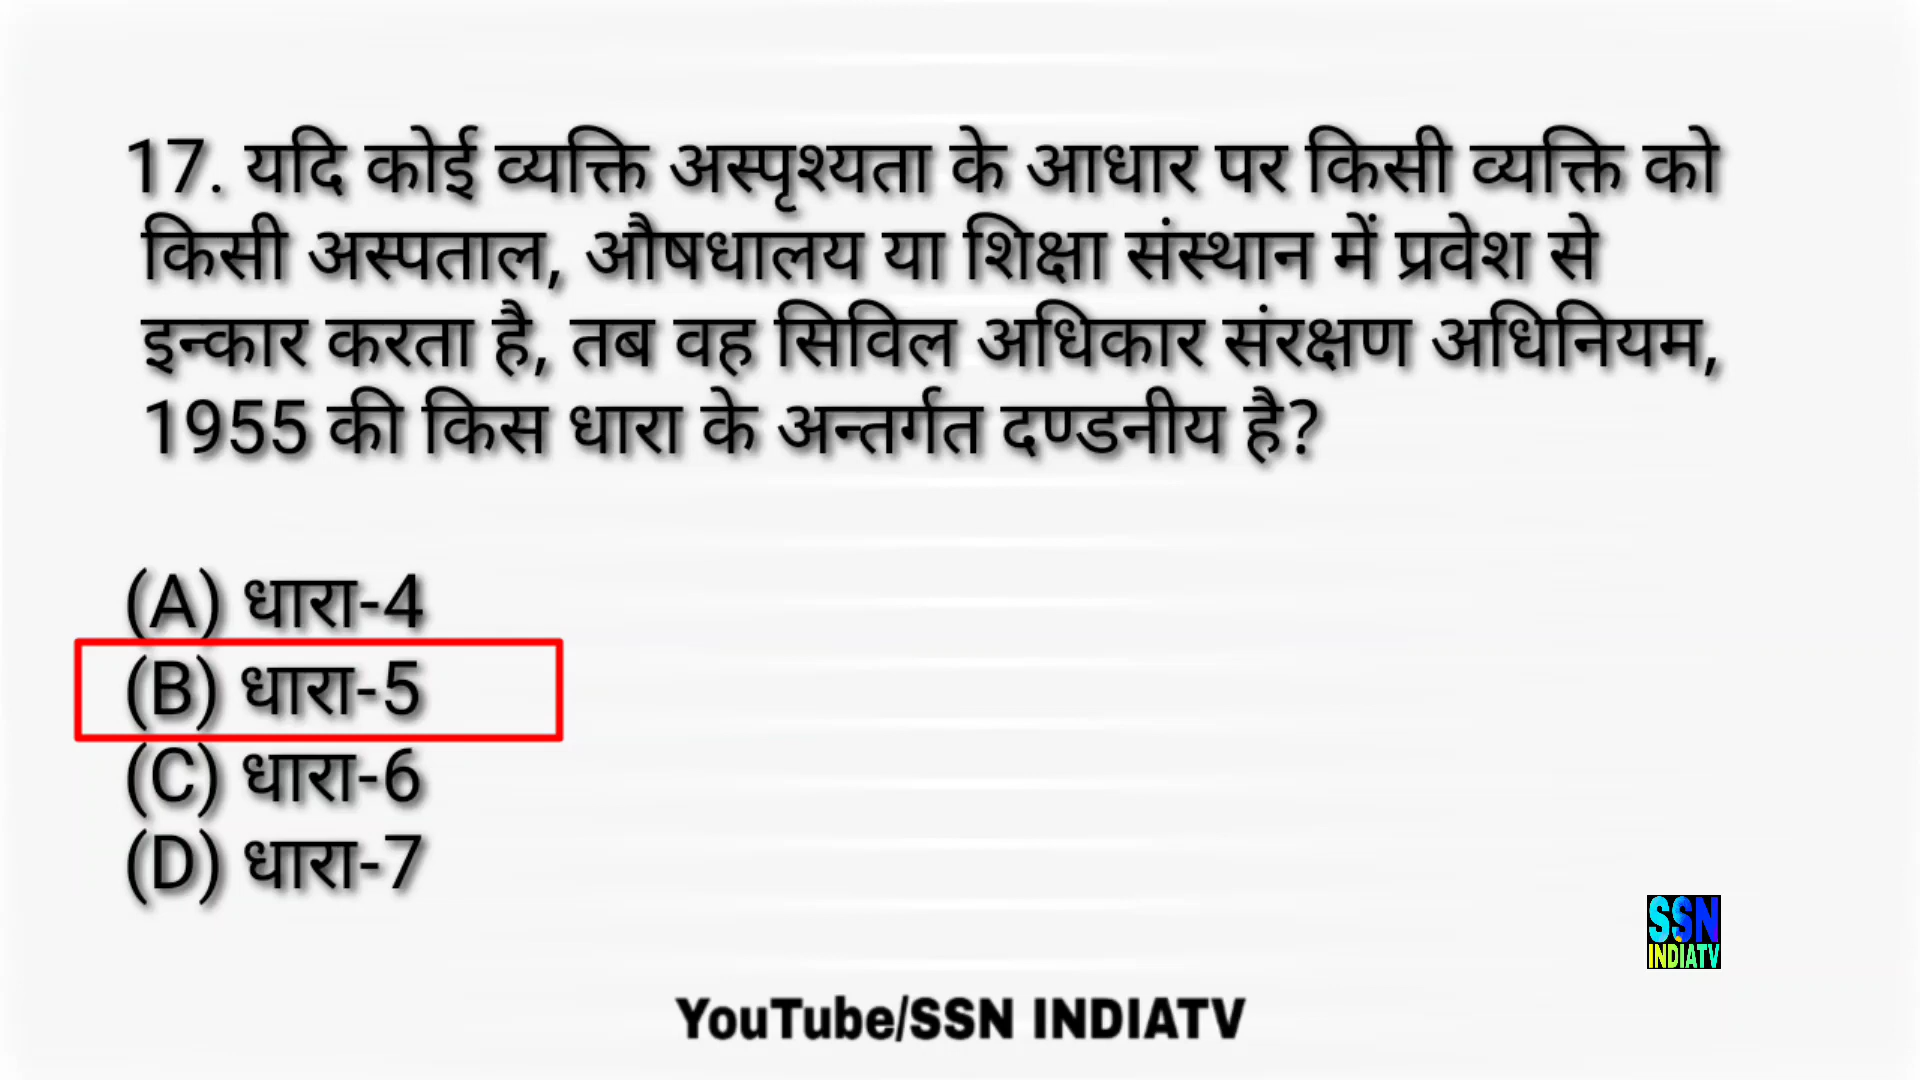 17. यदि कोई व्यक्ति अस्पृश्यता के आधार पर किसी व्यक्ति को
किसी अस्पताल, औषधालय या शिक्षा संस्थान में प्रवेश से
इन्कार करता है, तब वह सिविल अधिकार संरक्षण अधिनियम,
1955 की किस धारा के अन्तर्गत दण्डनीय है?
(A) धारा-4
(B) धारा-5
(C) धारा-6
(D) धारा-7
SSN
INDIATV
YouTube/SSN INDIATV